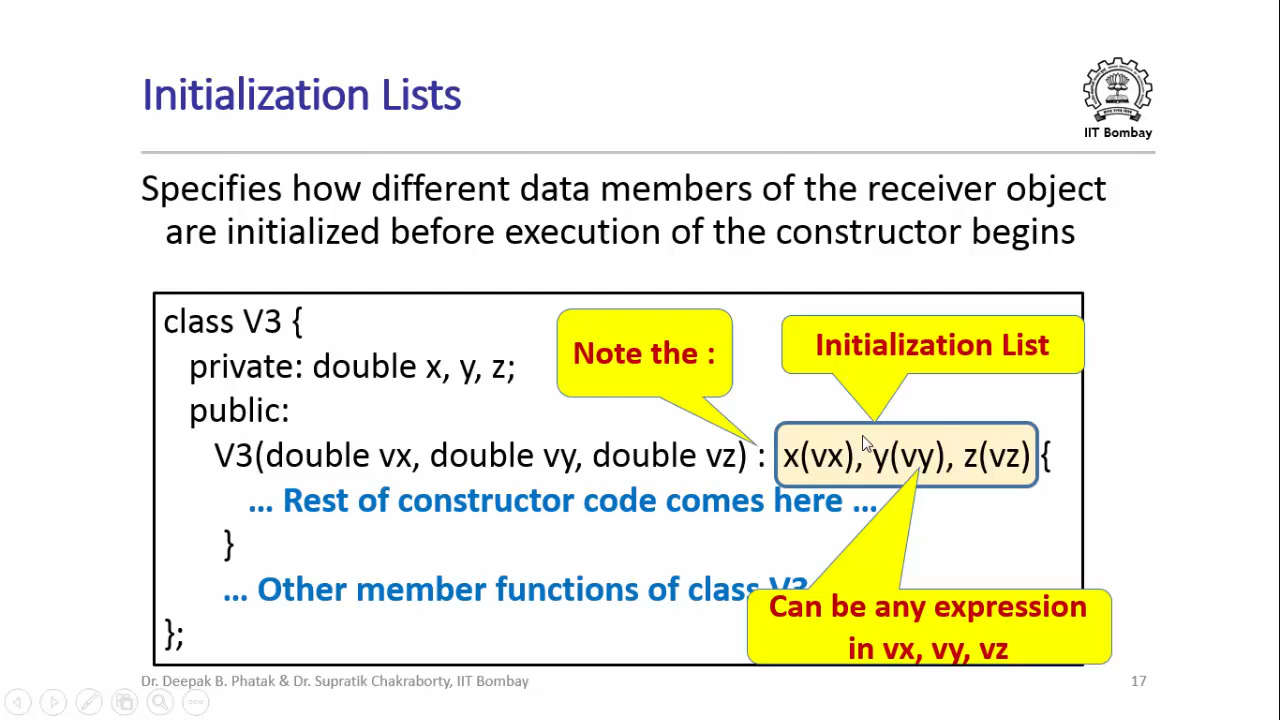 Initialization Lists
IIT Bombay
Specifies how different data members of the receiver object
are initialized before execution of the constructor begins
class V3 {
private: double x, y, z;
public:
Note the :
Initialization List
V3(double vx, double vy, double vz) : x(vx), y(vy), z(vz) {
... Rest of constructor code comes here ...
}
... Other member functions of class V3
Can be any expression
in vx, vy, vz
};
Dr. Deepak B. Phatak & Dr. Supratik Chakraborty, IIT Bombay
17